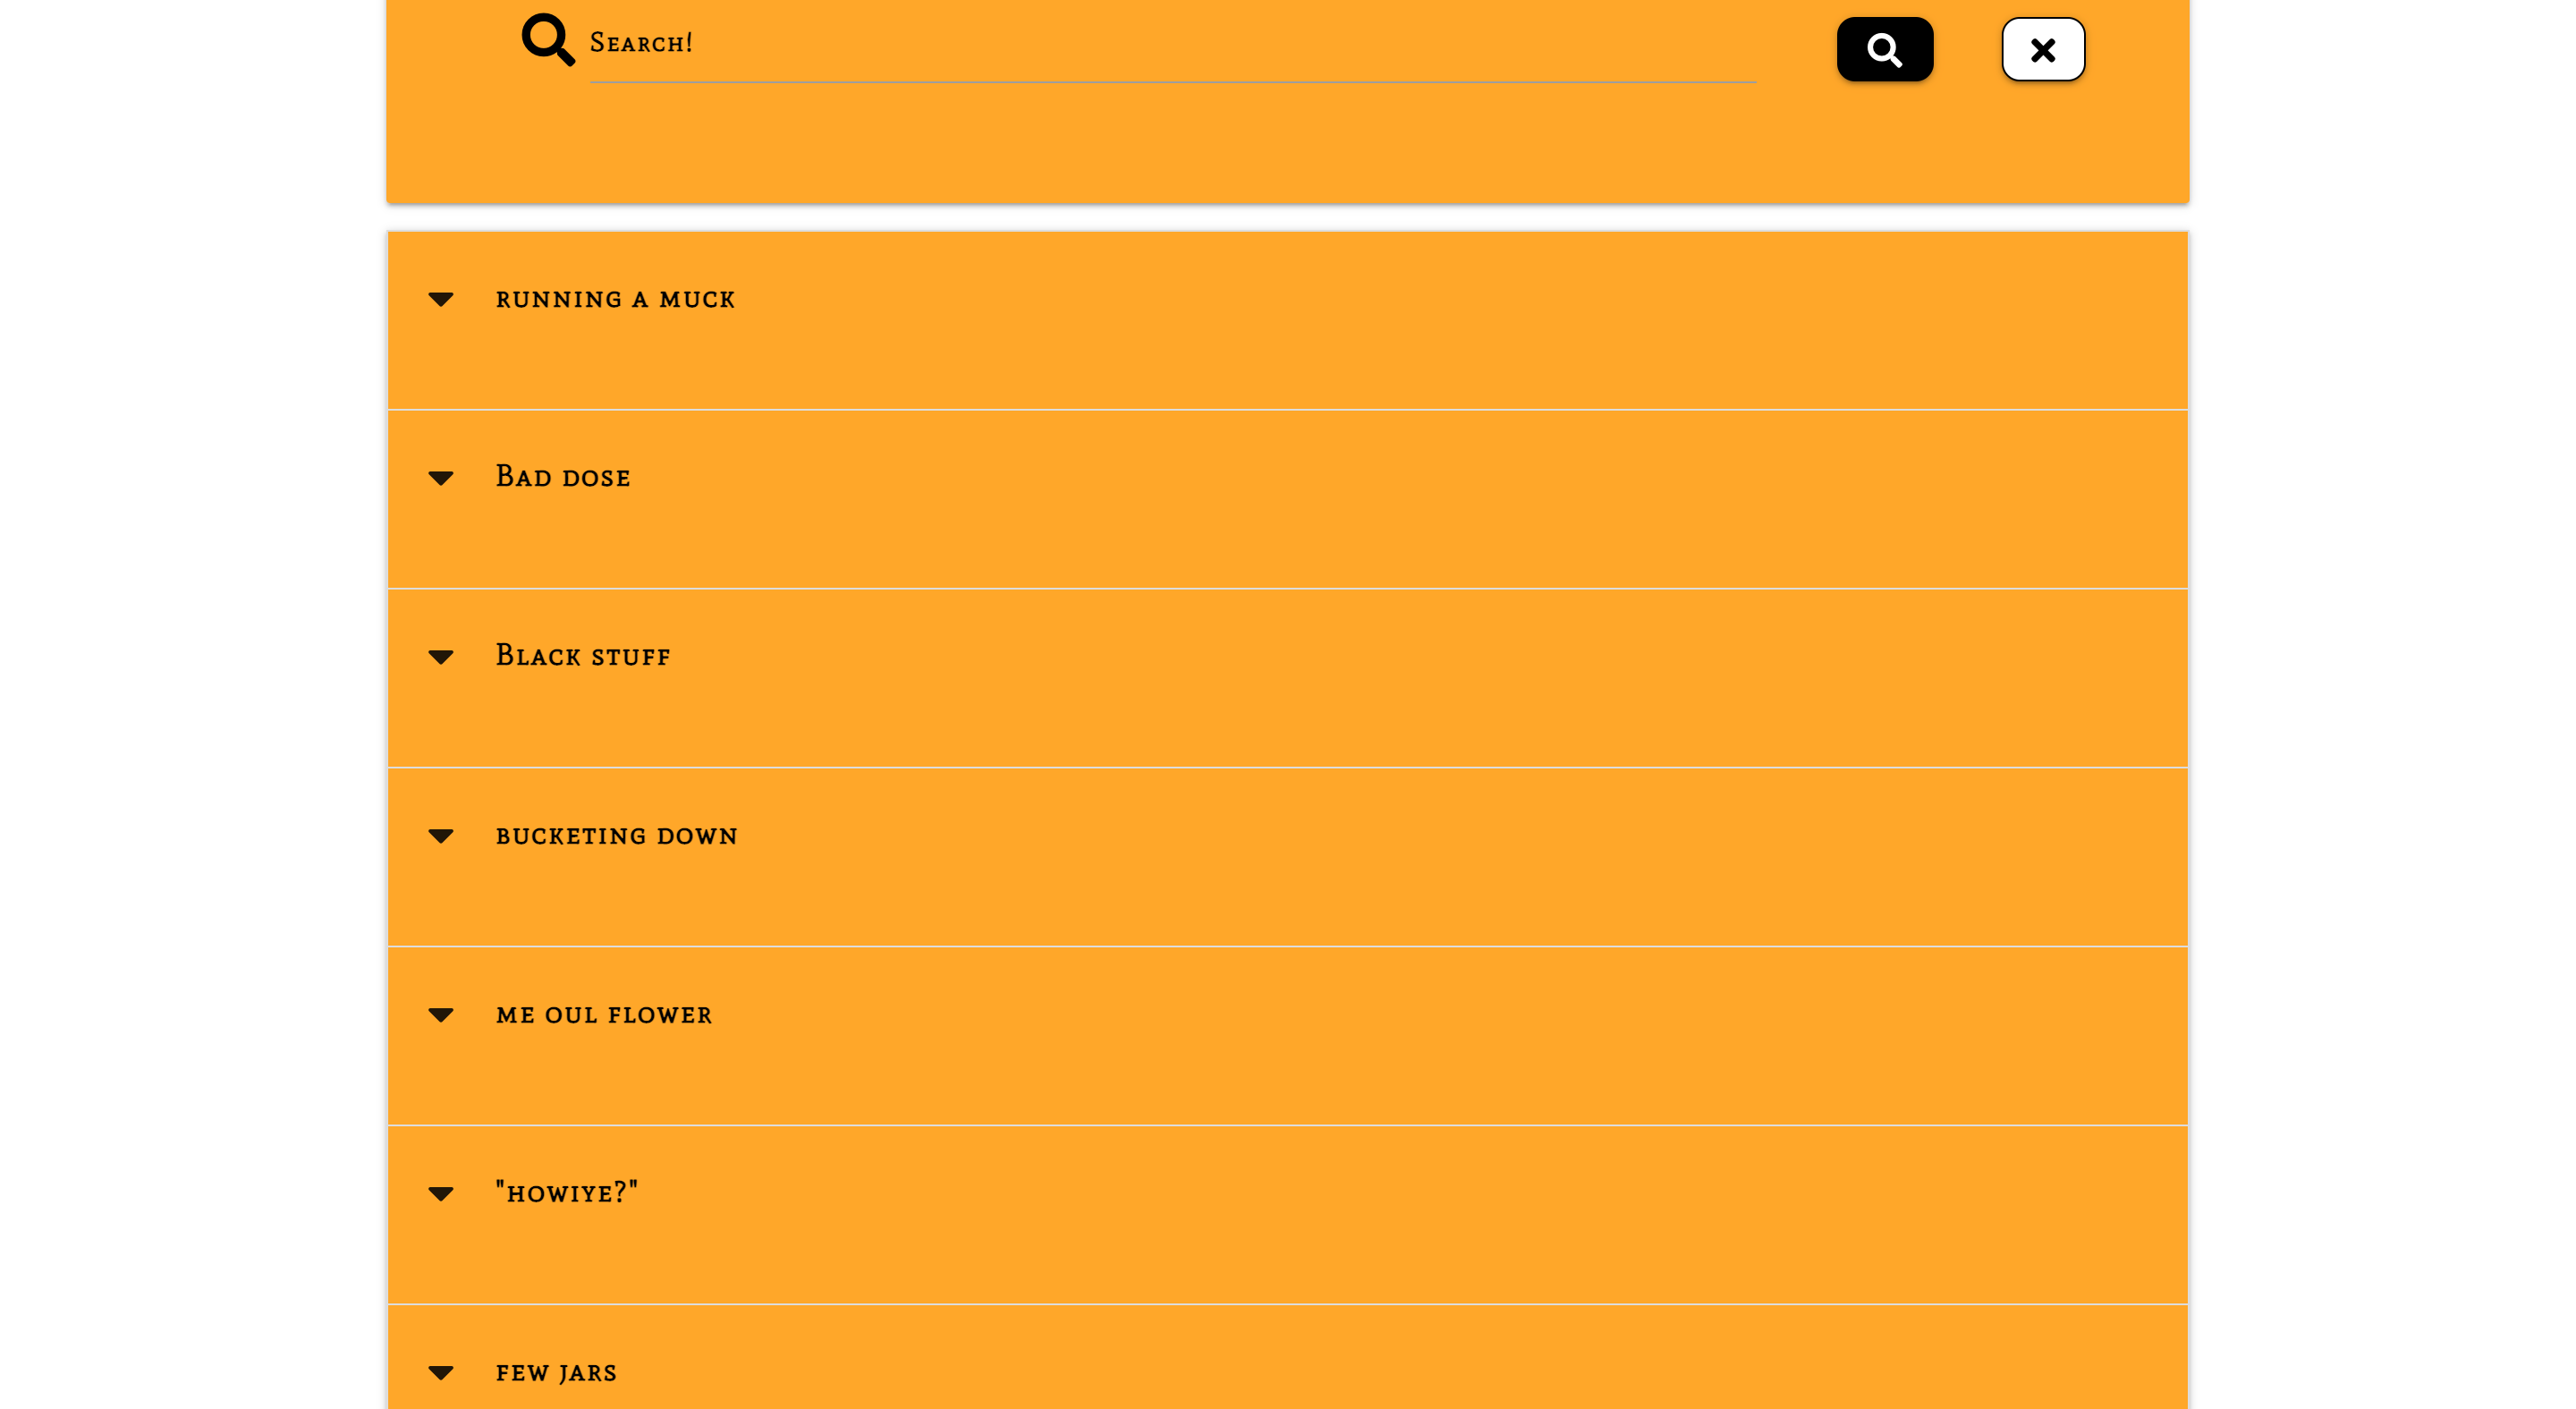 Search!
running a muck
Bad dose
Black stuff
bucketing down
me oul flower
"howiye?"
few jars